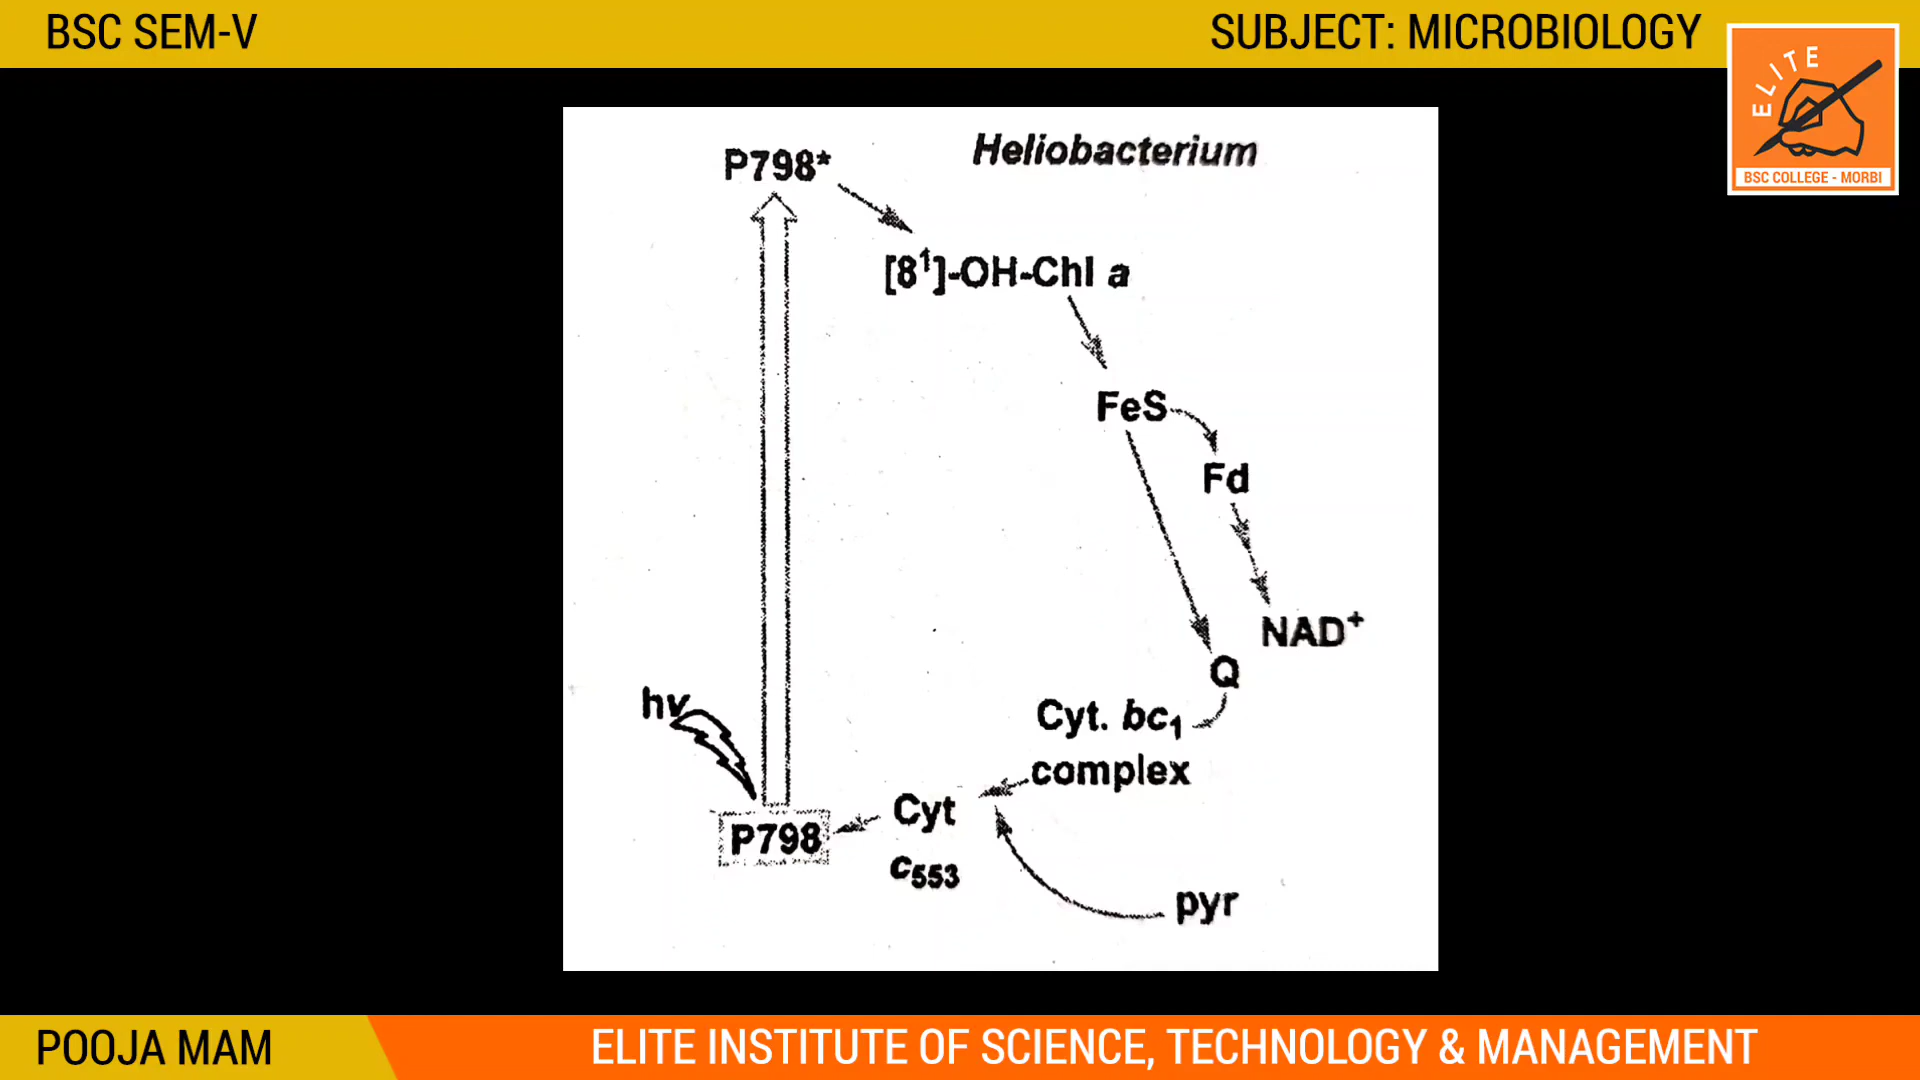 BSC SEM-V
SUBJECT: MICROBIOLOGY
ELITE
BSC COLLEGE - MORBI
Heliobacterium
P798*
[8¹]-OH-Chl a
FeS
Fd
NAD⁺
Q
hv
Cyt. bc₁
complex
Cyt
c₅₅₃
P798
pyr
POOJA MAM
ELITE INSTITUTE OF SCIENCE, TECHNOLOGY & MANAGEMENT